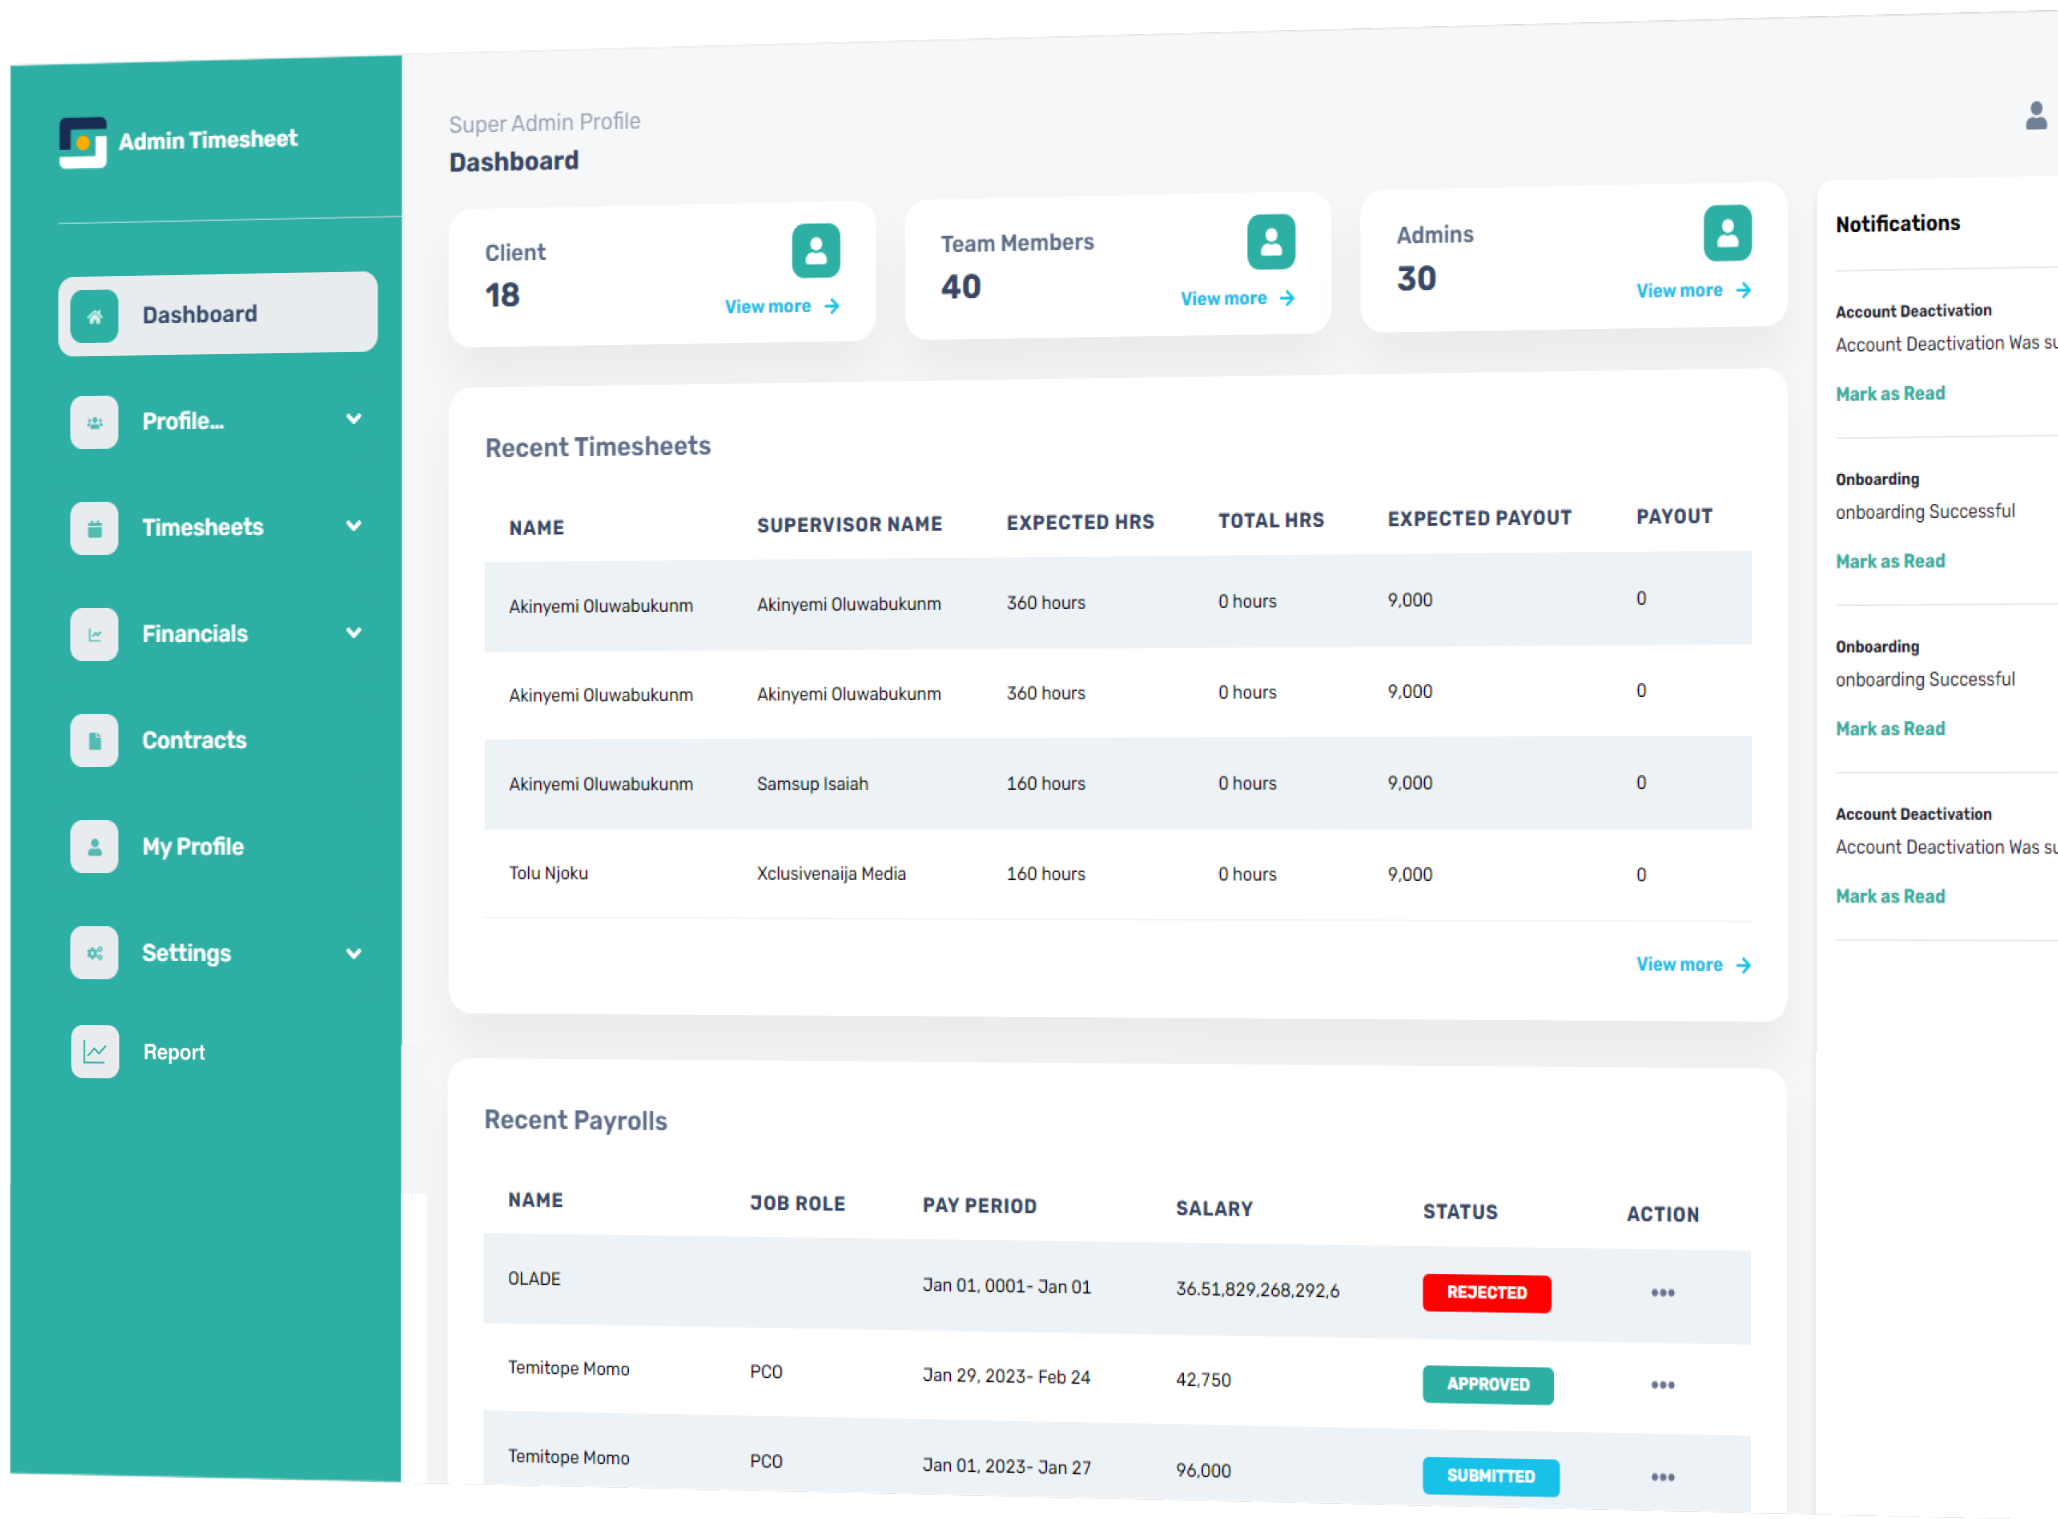 Admin Timesheet
Dashboard
Profile...
Timesheets
Financials
Contracts
My Profile
Settings
Report
Super Admin Profile
Dashboard
Client
18
View more
Team Members
40
View more
Admins
30
View more
Recent Timesheets
NAME SUPERVISOR NAME EXPECTED HRS TOTAL HRS EXPECTED PAYOUT PAYOUT
Akinyemi Oluwabukunm Akinyemi Oluwabukunm 360 hours 0 hours 9,000 0
Akinyemi Oluwabukunm Akinyemi Oluwabukunm 360 hours 0 hours 9,000 0
Akinyemi Oluwabukunm Samsup Isaiah 160 hours 0 hours 9,000 0
Tolu Njoku Xclusivenaija Media 160 hours 0 hours 9,000 0
View more
Recent Payrolls
NAME JOB ROLE PAY PERIOD SALARY STATUS ACTION
OLADE Jan 01, 0001- Jan 01 36.51,829,268,292,6 REJECTED
Temitope Momo PCO Jan 29, 2023- Feb 24 42,750 APPROVED
Temitope Momo PCO Jan 01, 2023- Jan 27 96,000 SUBMITTED
Notifications
Account Deactivation
Account Deactivation Was su
Mark as Read
Onboarding
onboarding Successful
Mark as Read
Onboarding
onboarding Successful
Mark as Read
Account Deactivation
Account Deactivation Was su
Mark as Read